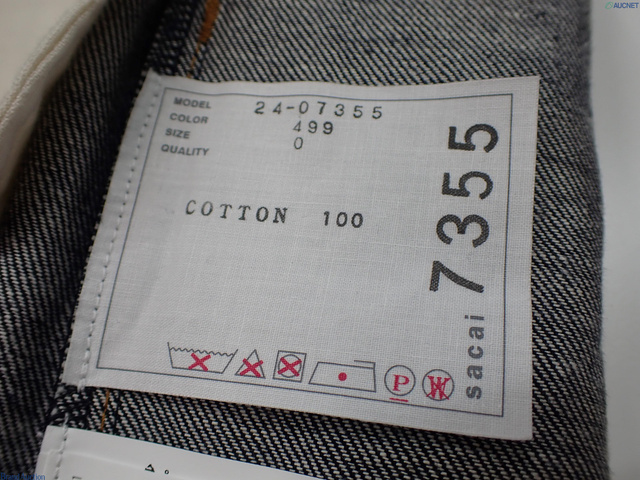 AUCNET
MODEL 24-07355
COLOR 499
SIZE 0
QUALITY
COTTON 100
sacai 7355
P
W